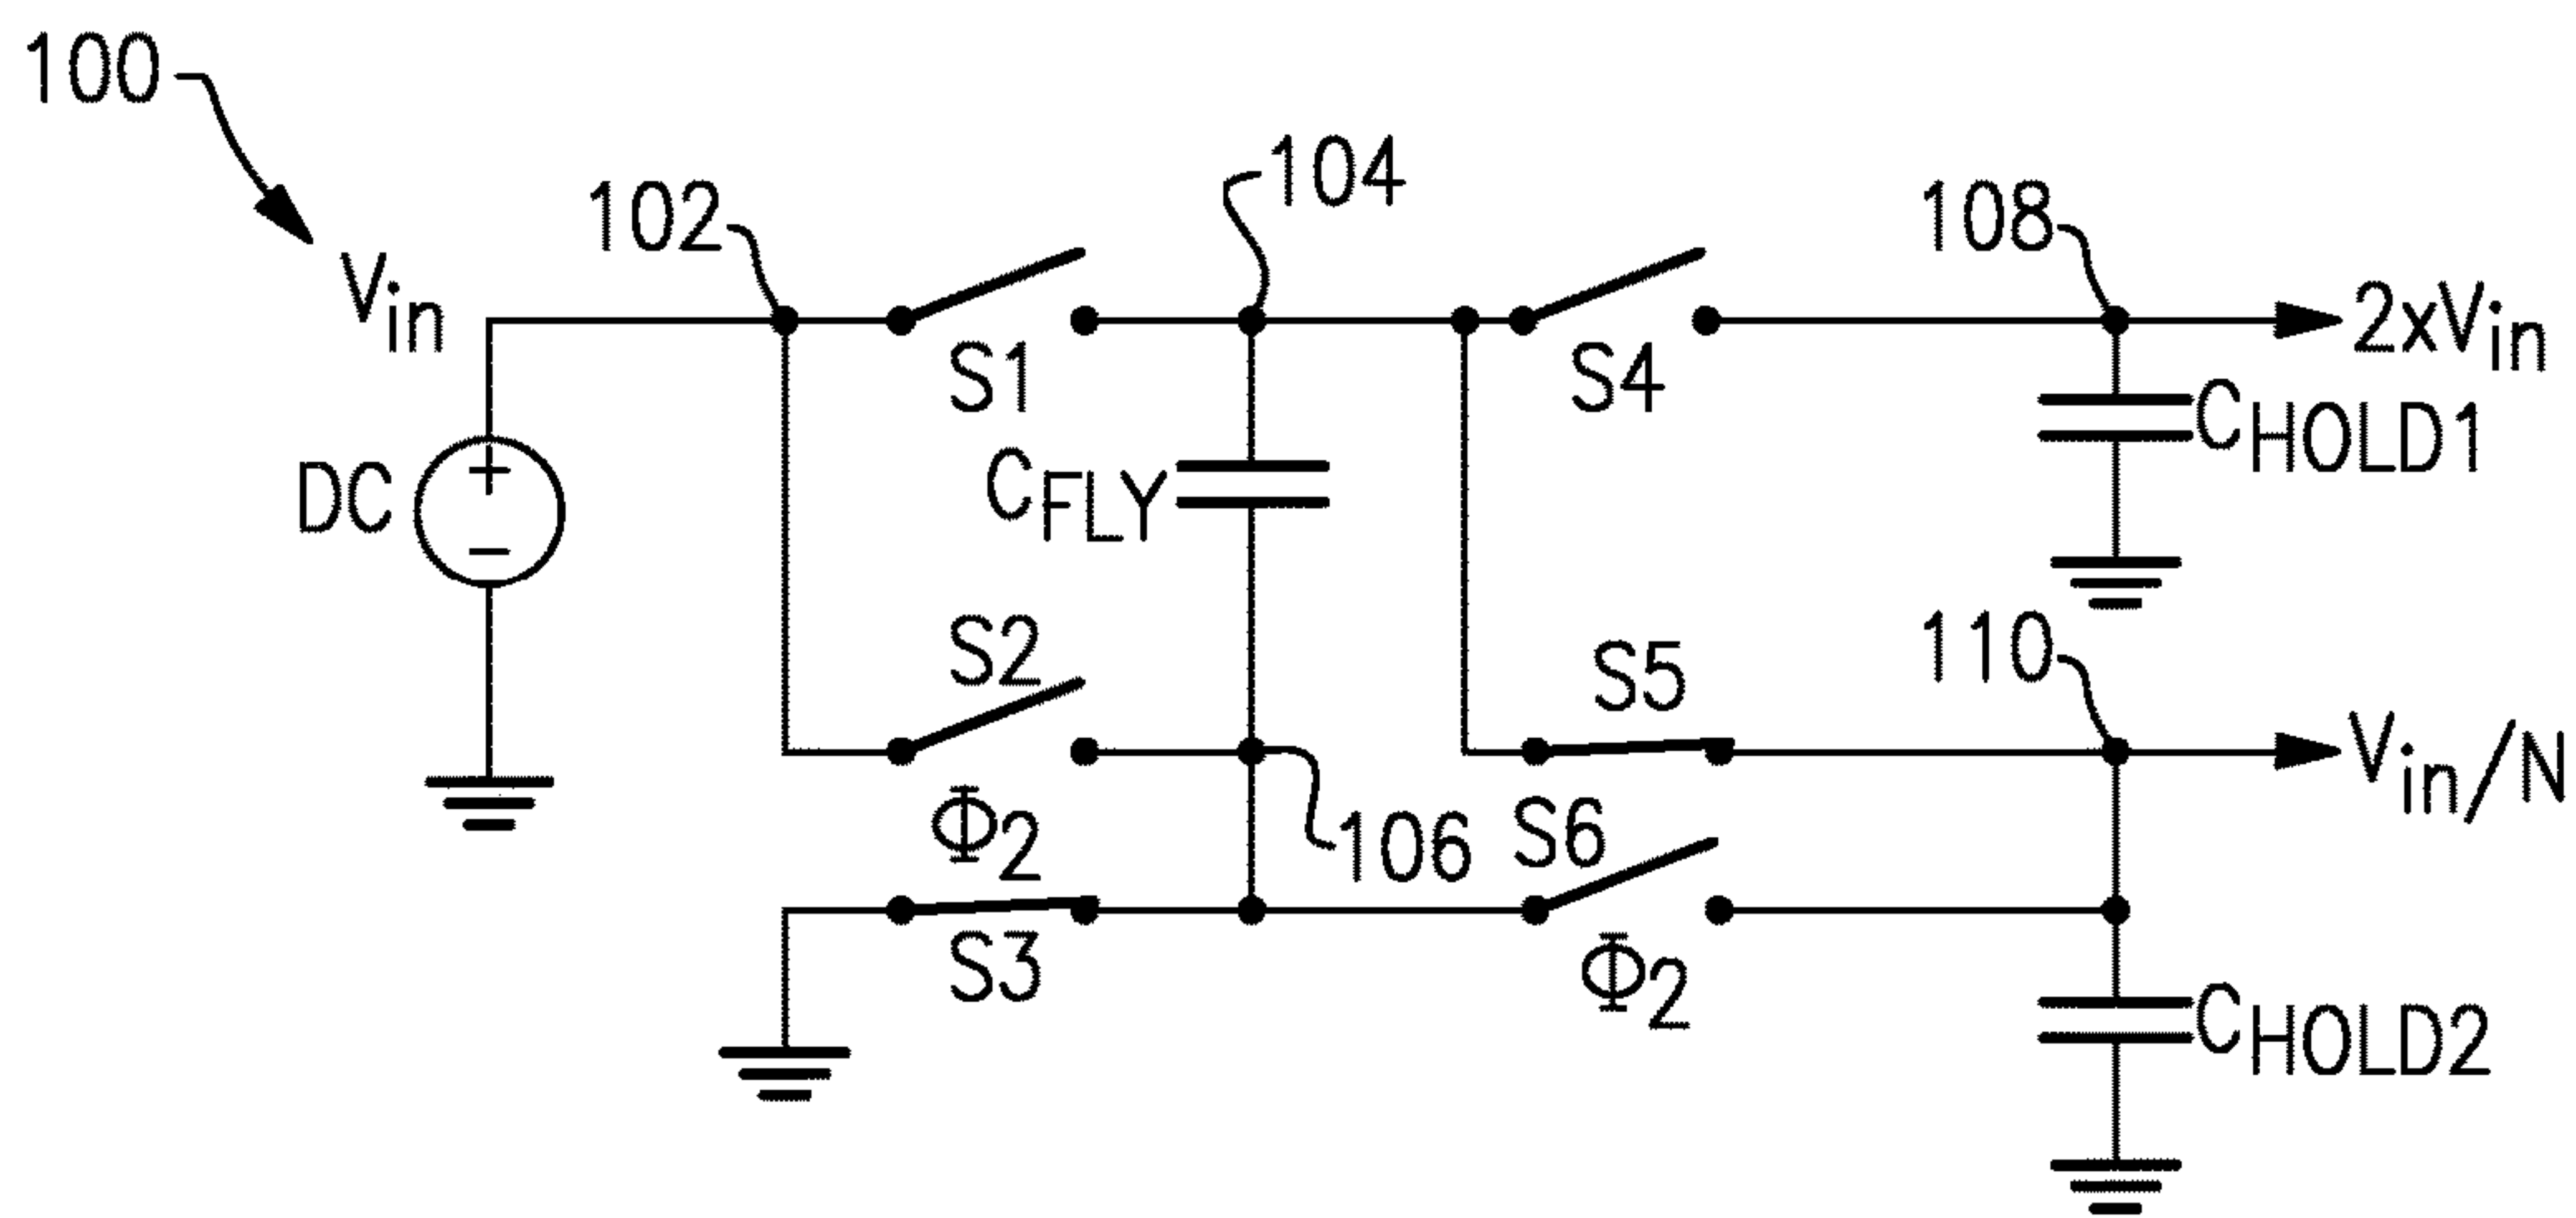 100
102
104
108
Vin
2xVin
S1
S4
CHOLD1
DC
+
−
CFLY
S2
S5
110
Vin/N
Φ2
106
S6
S3
Φ2
CHOLD2